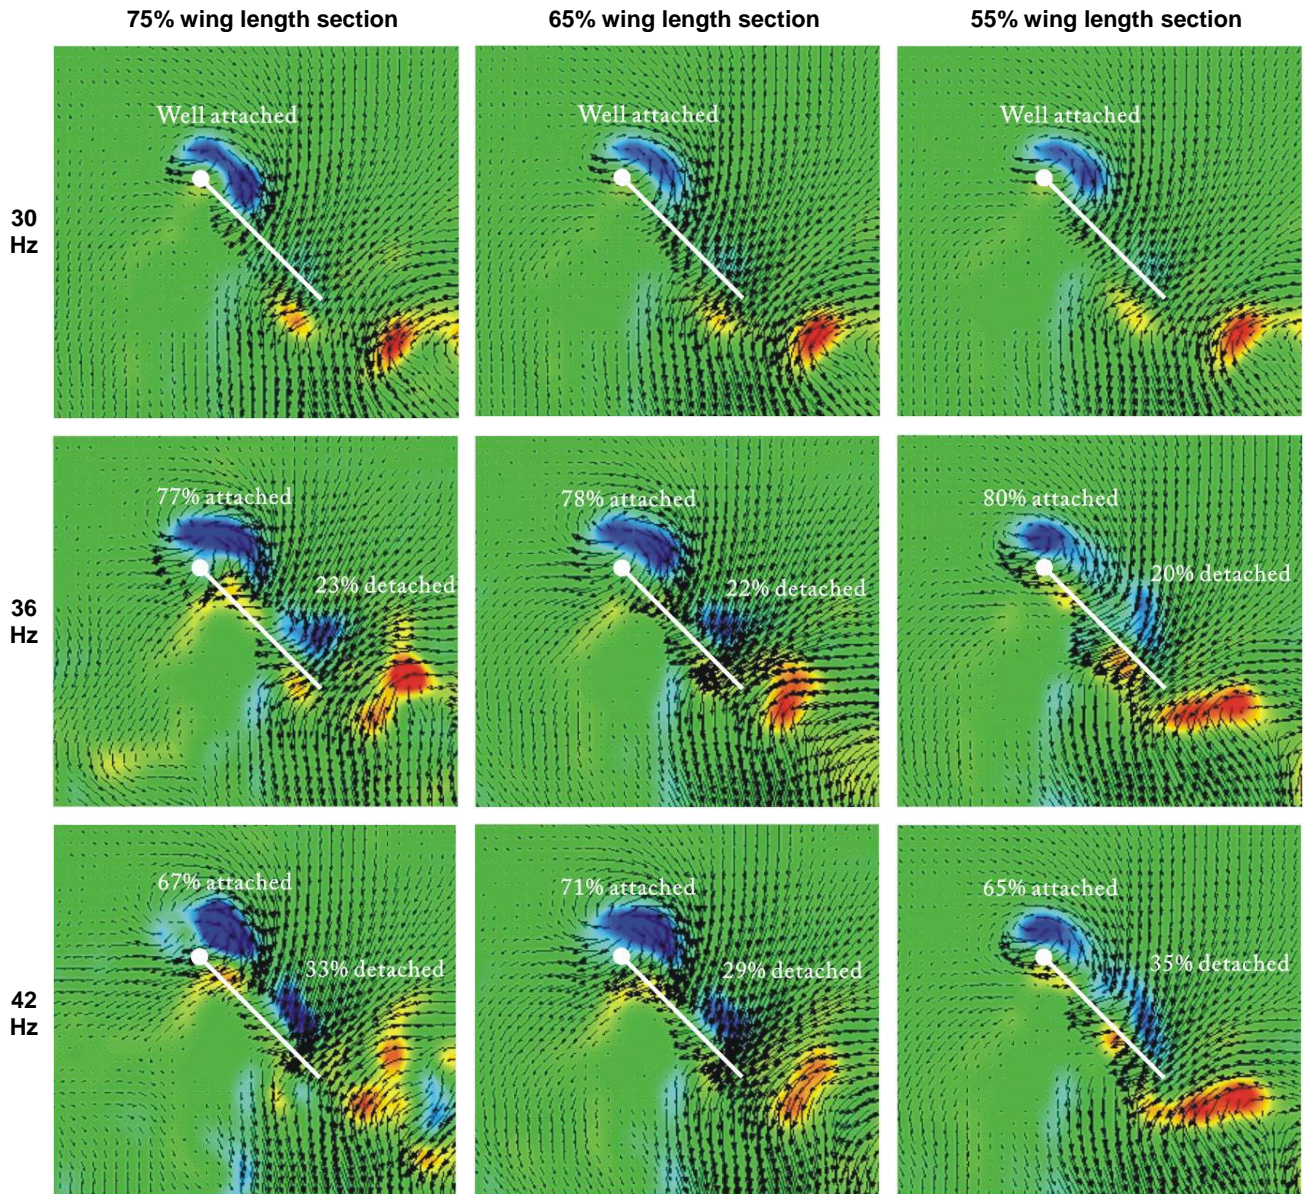 75% wing length section
65% wing length section
55% wing length section
30
Hz
Well attached
Well attached
Well attached
36
Hz
77% attached
23% detached
78% attached
22% detached
80% attached
20% detached
42
Hz
67% attached
33% detached
71% attached
29% detached
65% attached
35% detached